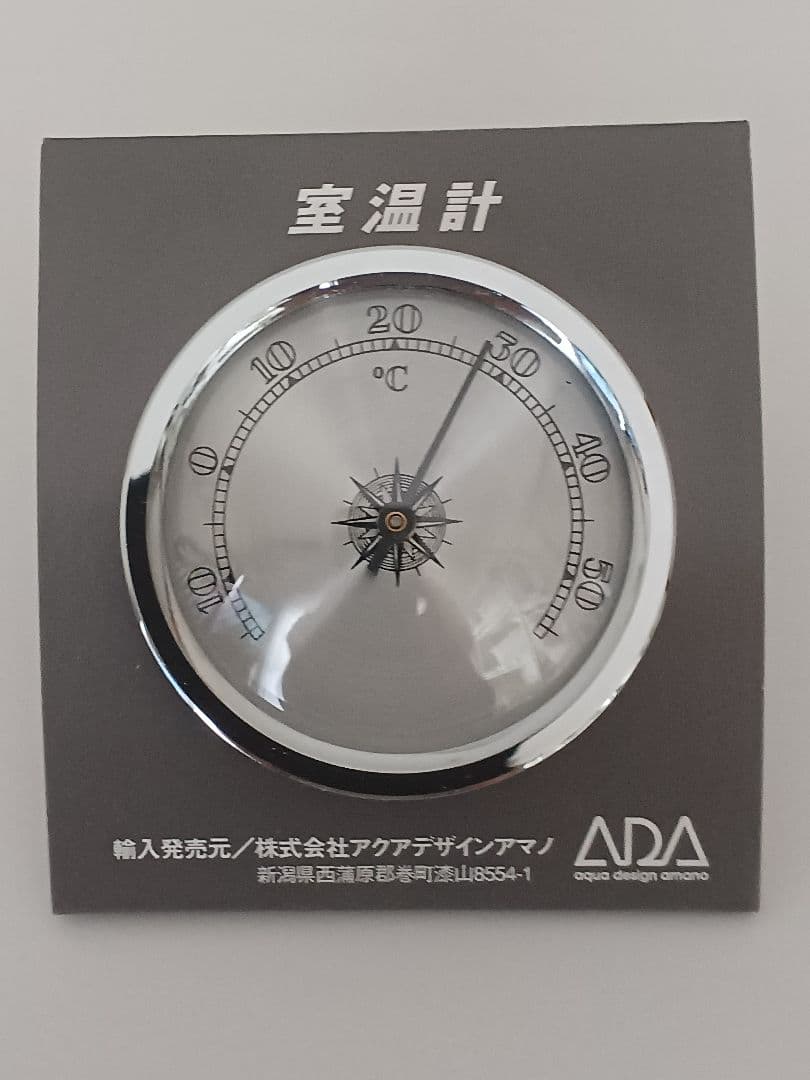 室温計
20
10
30
℃
0
40
10
50
輸入発売元／株式会社アクアデザインアマノ
新潟県西蒲原郡巻町漆山8554-1
ADA
aqua design amano